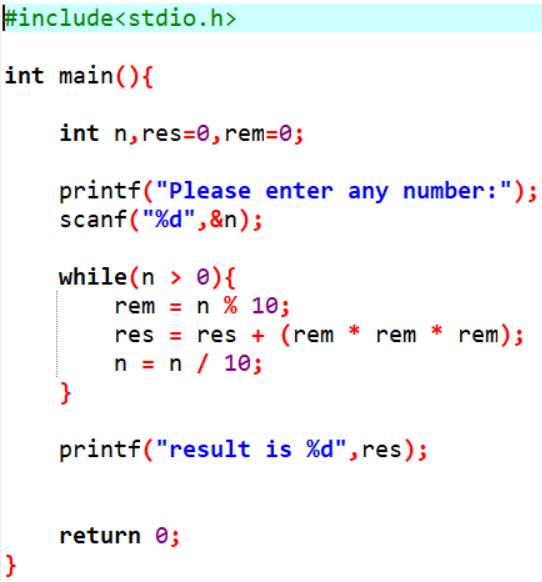 #include<stdio.h>
int main(){
int n,res=0,rem=0;
printf("Please enter any number:");
scanf("%d",&n);
while(n > 0){
rem = n % 10;
res = res + (rem * rem * rem);
n = n / 10;
}
printf("result is %d",res);
return 0;
}